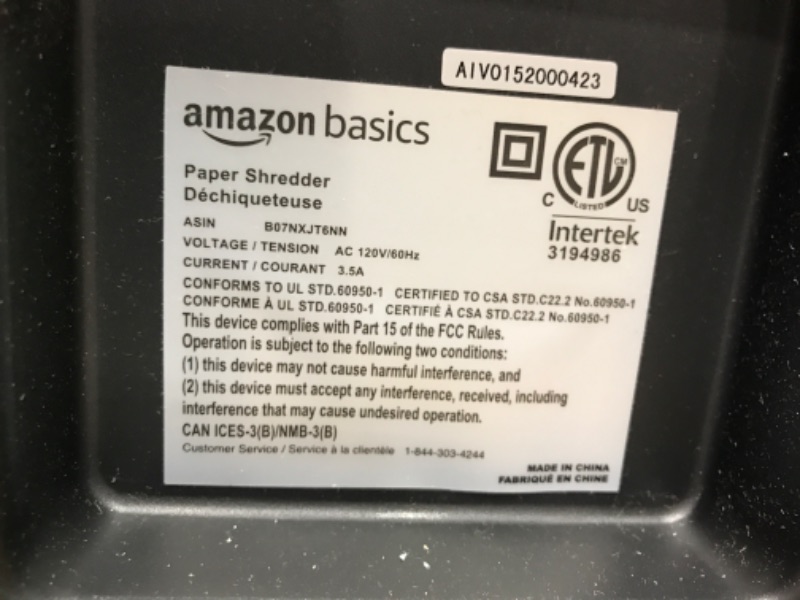 AIV0152000423
amazon basics
Paper Shredder
Déchiqueteuse
ASIN B07NXJT6NN
VOLTAGE / TENSION AC 120V/60Hz
CURRENT / COURANT 3.5A
C ETL CM LISTED US
Intertek
3194986
CONFORMS TO UL STD.60950-1 CERTIFIED TO CSA STD.C22.2 No.60950-1
CONFORME À UL STD.60950-1 CERTIFIÉ À CSA STD.C22.2 No.60950-1
This device complies with Part 15 of the FCC Rules.
Operation is subject to the following two conditions:
(1) this device may not cause harmful interference, and
(2) this device must accept any interference, received, including
interference that may cause undesired operation.
CAN ICES-3(B)/NMB-3(B)
Customer Service / Service à la clientèle 1-844-303-4244
MADE IN CHINA
FABRIQUÉ EN CHINE